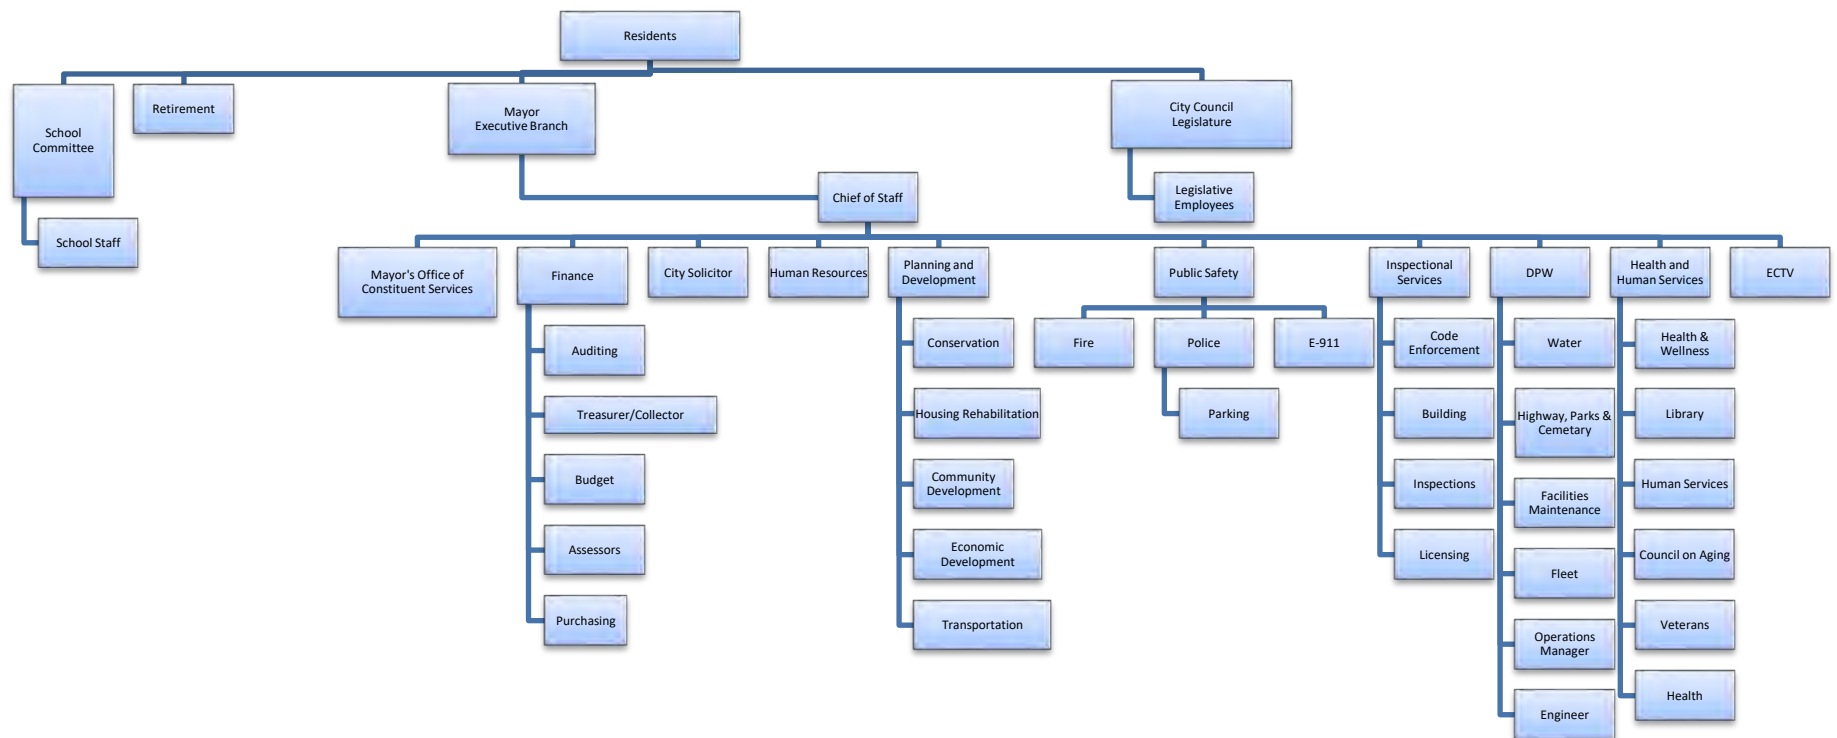 Residents
School
Committee
Retirement
Mayor
Executive Branch
City Council
Legislature
School Staff
Chief of Staff
Legislative
Employees
Mayor's Office of
Constituent Services
Finance
City Solicitor
Human Resources
Planning and
Development
Public Safety
Inspectional
Services
DPW
Health and
Human Services
ECTV
Auditing
Treasurer/Collector
Budget
Assessors
Purchasing
Conservation
Housing Rehabilitation
Community
Development
Economic
Development
Transportation
Fire
Police
E-911
Parking
Code
Enforcement
Building
Inspections
Licensing
Water
Highway, Parks &
Cemetary
Facilities
Maintenance
Fleet
Operations
Manager
Engineer
Health &
Wellness
Library
Human Services
Council on Aging
Veterans
Health